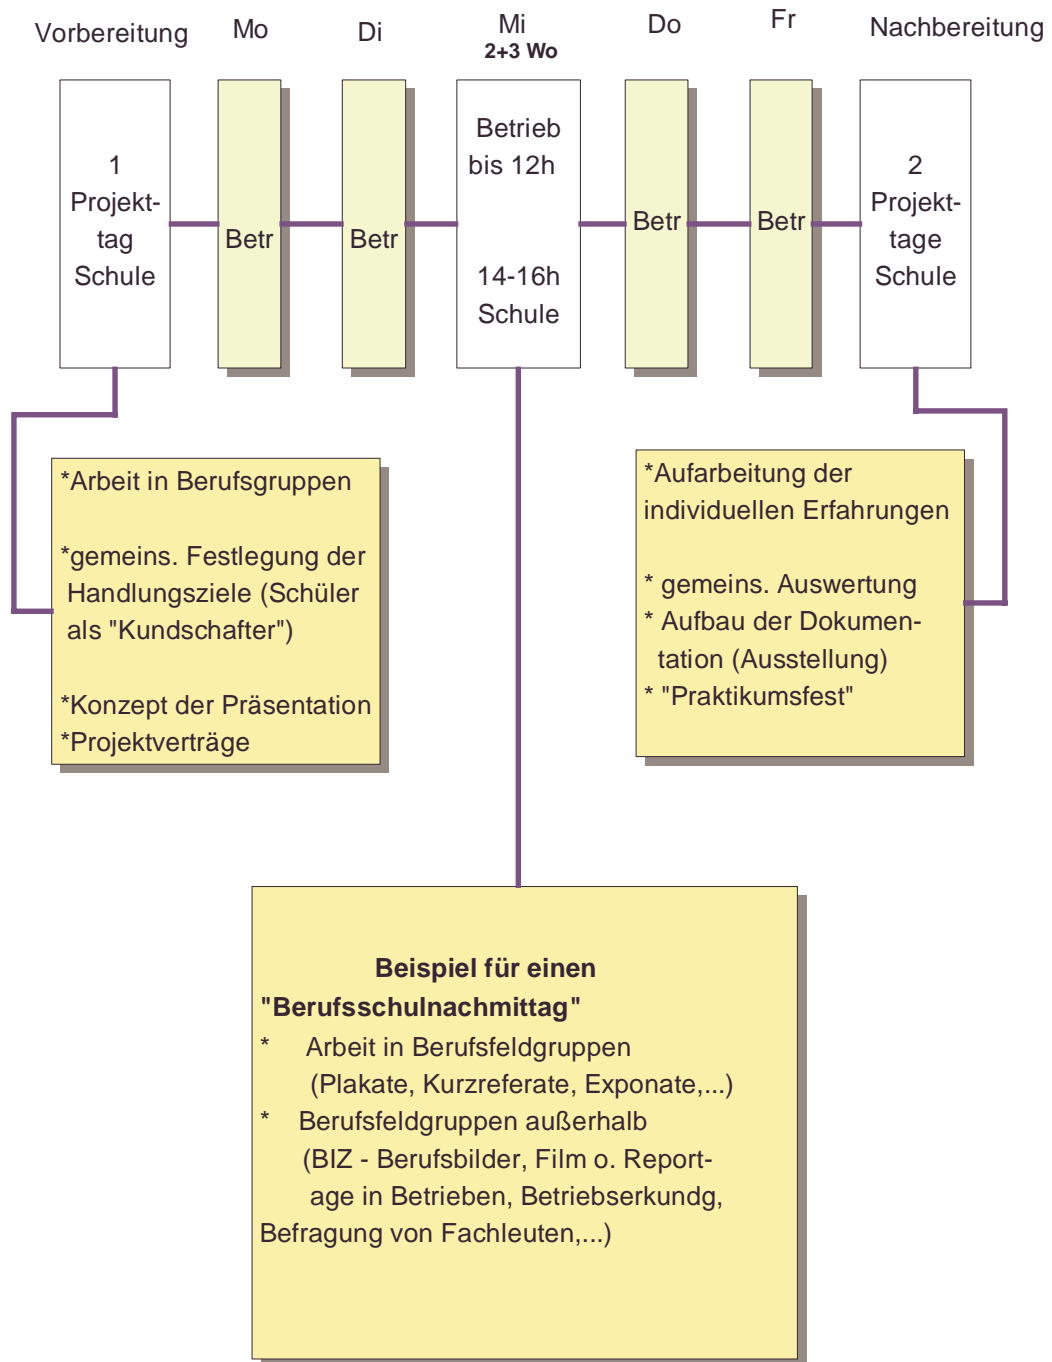 Vorbereitung
Mo
Di
Mi
2+3 Wo
Do
Fr
Nachbereitung
1
Projekt-
tag
Schule
Betr
Betr
Betrieb
bis 12h
14-16h
Schule
Betr
Betr
2
Projekt-
tage
Schule
*Arbeit in Berufsgruppen
*gemeins. Festlegung der
Handlungsziele (Schüler
als "Kundschafter")
*Konzept der Präsentation
*Projektverträge
*Aufarbeitung der
individuellen Erfahrungen
* gemeins. Auswertung
* Aufbau der Dokumen-
tation (Ausstellung)
* "Praktikumsfest"
Beispiel für einen
"Berufsschulnachmittag"
* Arbeit in Berufsfeldgruppen
(Plakate, Kurzreferate, Exponate,...)
* Berufsfeldgruppen außerhalb
(BIZ - Berufsbilder, Film o. Report-
age in Betrieben, Betriebserkundg,
Befragung von Fachleuten,...)